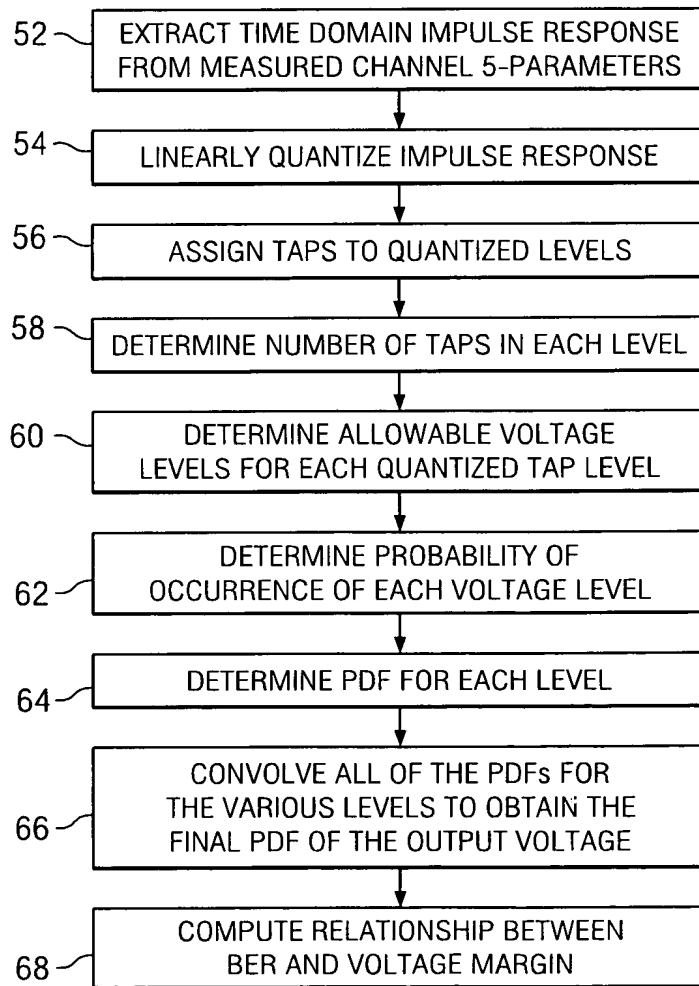 52
EXTRACT TIME DOMAIN IMPULSE RESPONSE
FROM MEASURED CHANNEL 5-PARAMETERS
54
LINEARLY QUANTIZE IMPULSE RESPONSE
56
ASSIGN TAPS TO QUANTIZED LEVELS
58
DETERMINE NUMBER OF TAPS IN EACH LEVEL
60
DETERMINE ALLOWABLE VOLTAGE
LEVELS FOR EACH QUANTIZED TAP LEVEL
62
DETERMINE PROBABILITY OF
OCCURRENCE OF EACH VOLTAGE LEVEL
64
DETERMINE PDF FOR EACH LEVEL
66
CONVOLVE ALL OF THE PDFs FOR
THE VARIOUS LEVELS TO OBTAIN THE
FINAL PDF OF THE OUTPUT VOLTAGE
68
COMPUTE RELATIONSHIP BETWEEN
BER AND VOLTAGE MARGIN